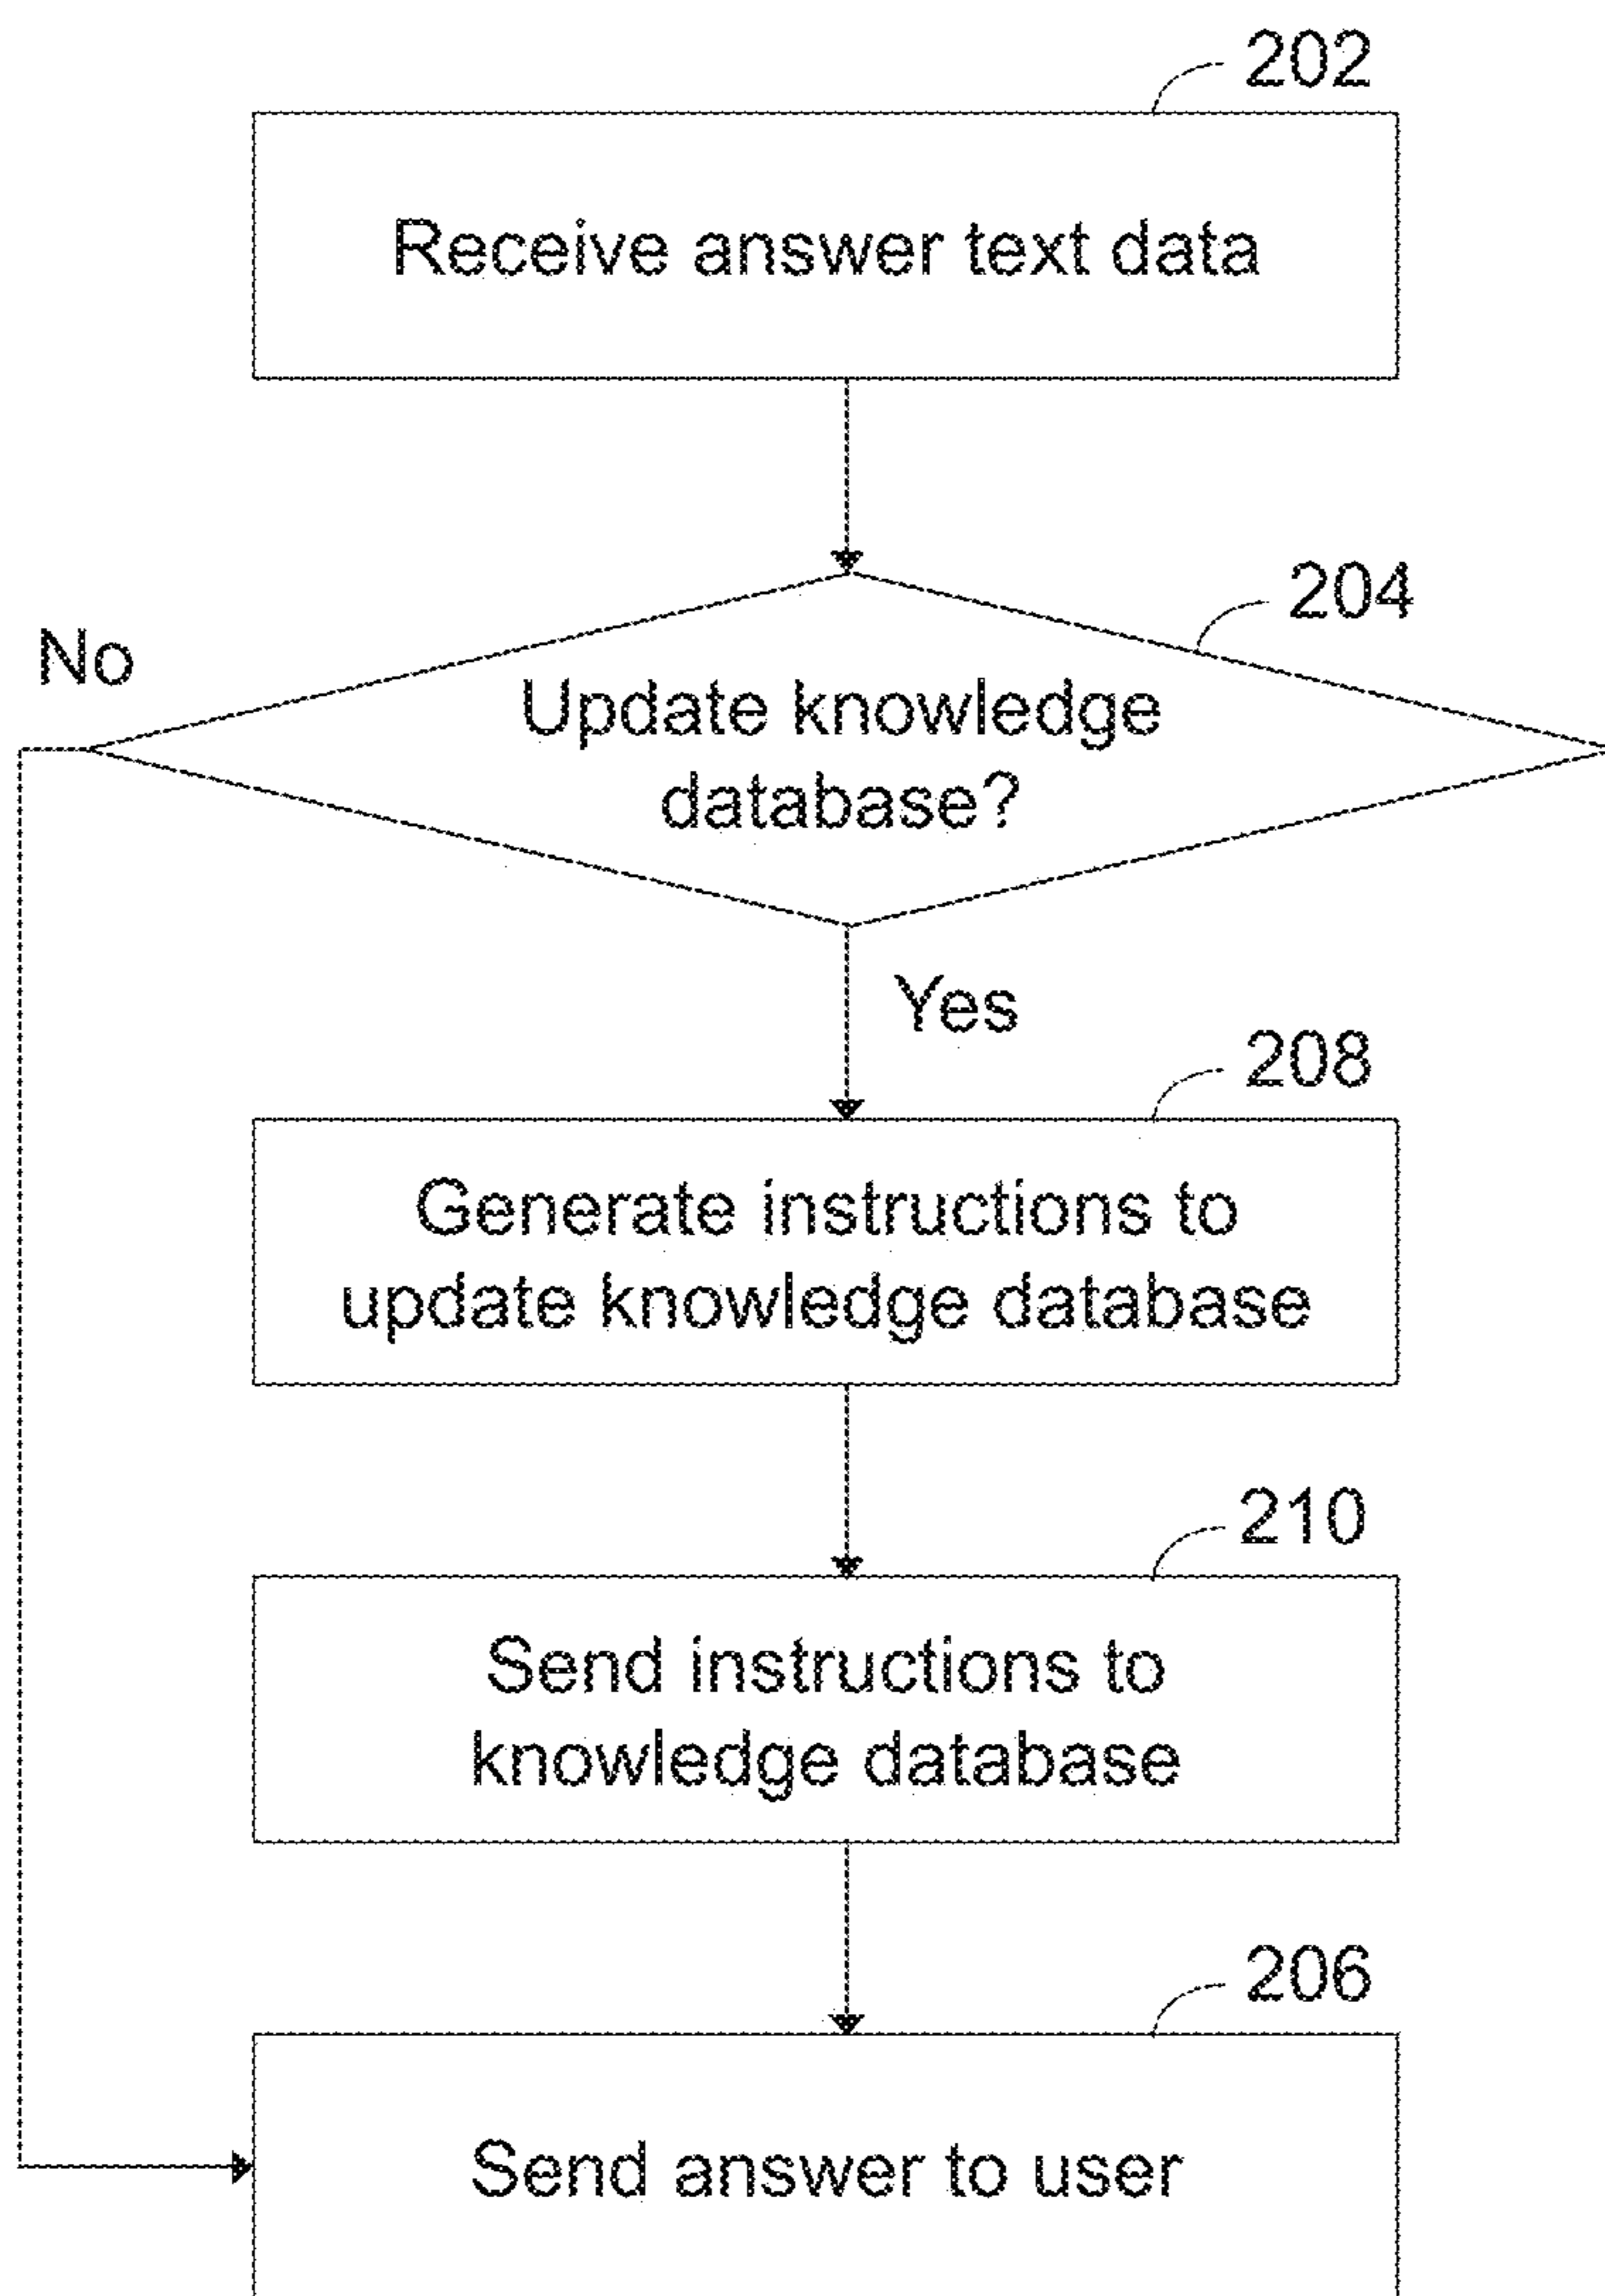 202
Receive answer text data
204
No
Update knowledge
database?
Yes
208
Generate instructions to
update knowledge database
210
Send instructions to
knowledge database
206
Send answer to user